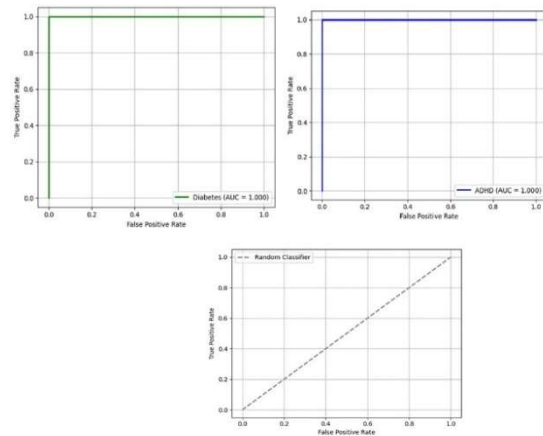 1.0
0.8
0.6
0.4
0.2
0.0
True Positive Rate
Diabetes (AUC = 1.000)
0.0 0.2 0.4 0.6 0.8 1.0
False Positive Rate
1.0
0.8
0.6
0.4
0.2
0.0
True Positive Rate
ADHD (AUC = 1.000)
0.0 0.2 0.4 0.6 0.8 1.0
False Positive Rate
Random Classifier
1.0
0.8
0.6
0.4
0.2
0.0
True Positive Rate
0.0 0.2 0.4 0.6 0.8 1.0
False Positive Rate